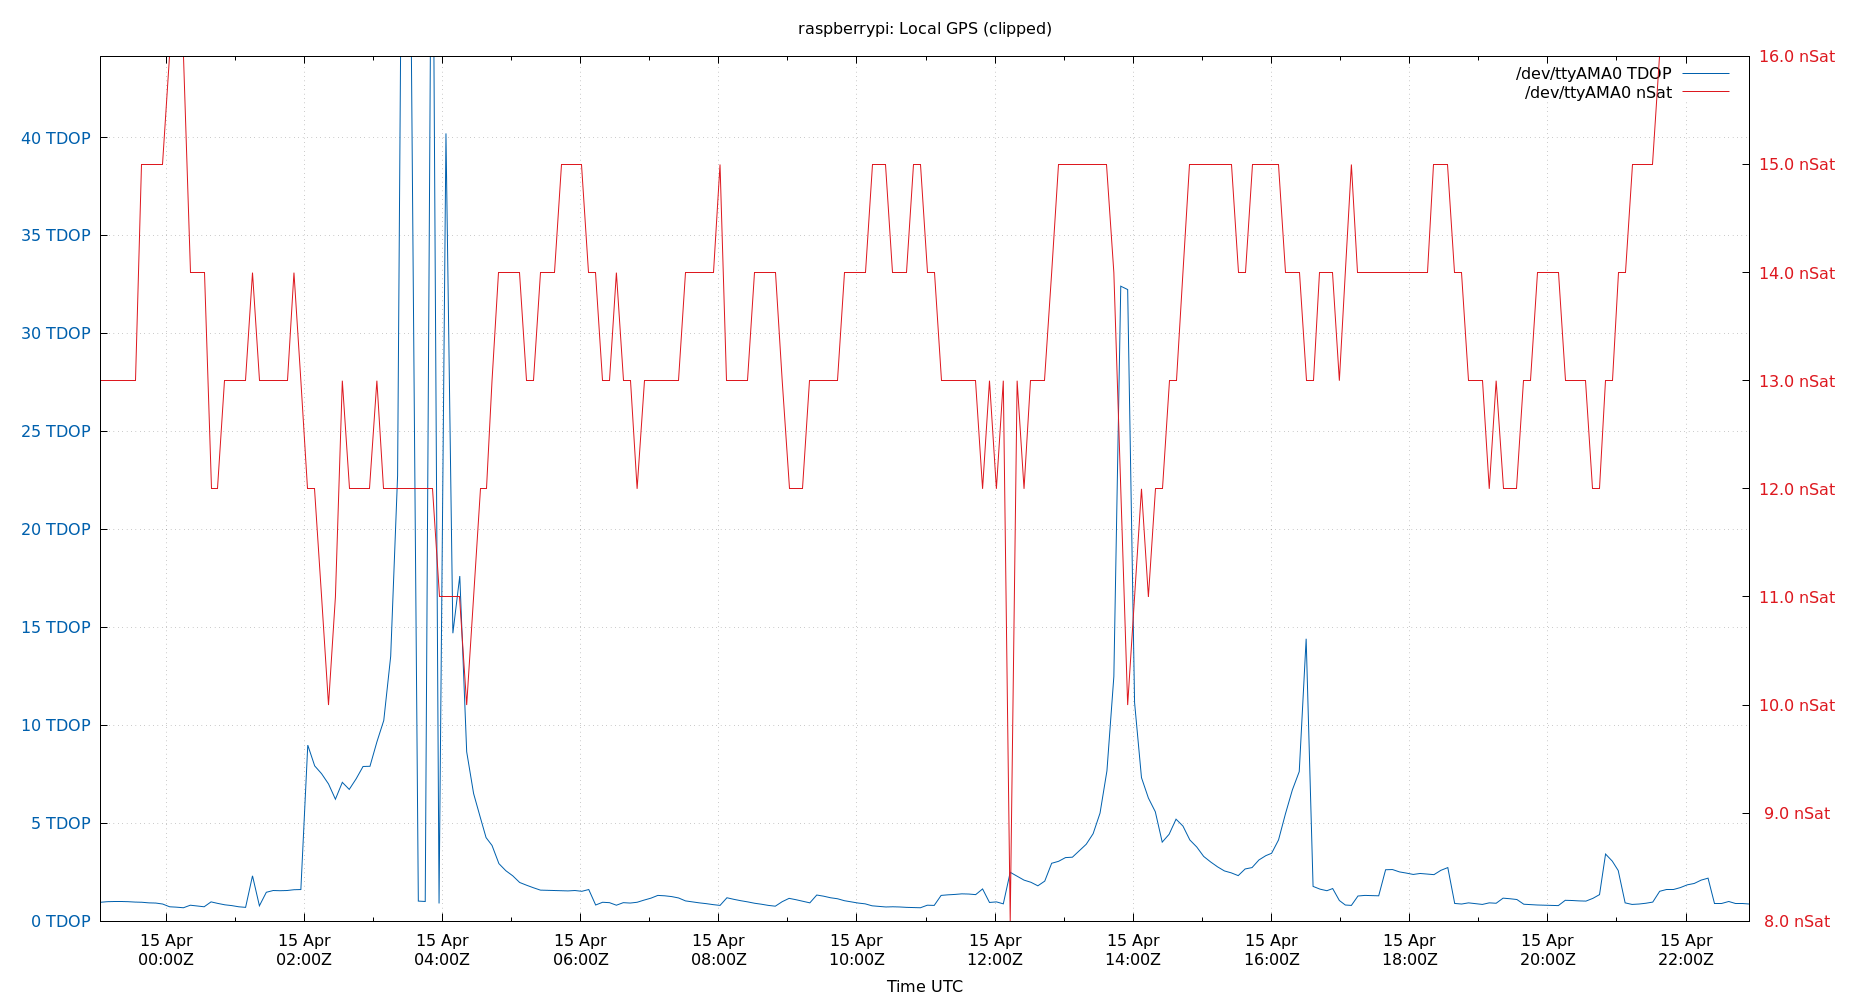 raspberrypi: Local GPS (clipped)
/dev/ttyAMA0 TDOP
/dev/ttyAMA0 nSat
40 TDOP
35 TDOP
30 TDOP
25 TDOP
20 TDOP
15 TDOP
10 TDOP
5 TDOP
0 TDOP
16.0 nSat
15.0 nSat
14.0 nSat
13.0 nSat
12.0 nSat
11.0 nSat
10.0 nSat
9.0 nSat
8.0 nSat
15 Apr
00:00Z
15 Apr
02:00Z
15 Apr
04:00Z
15 Apr
06:00Z
15 Apr
08:00Z
15 Apr
10:00Z
15 Apr
12:00Z
15 Apr
14:00Z
15 Apr
16:00Z
15 Apr
18:00Z
15 Apr
20:00Z
15 Apr
22:00Z
Time UTC